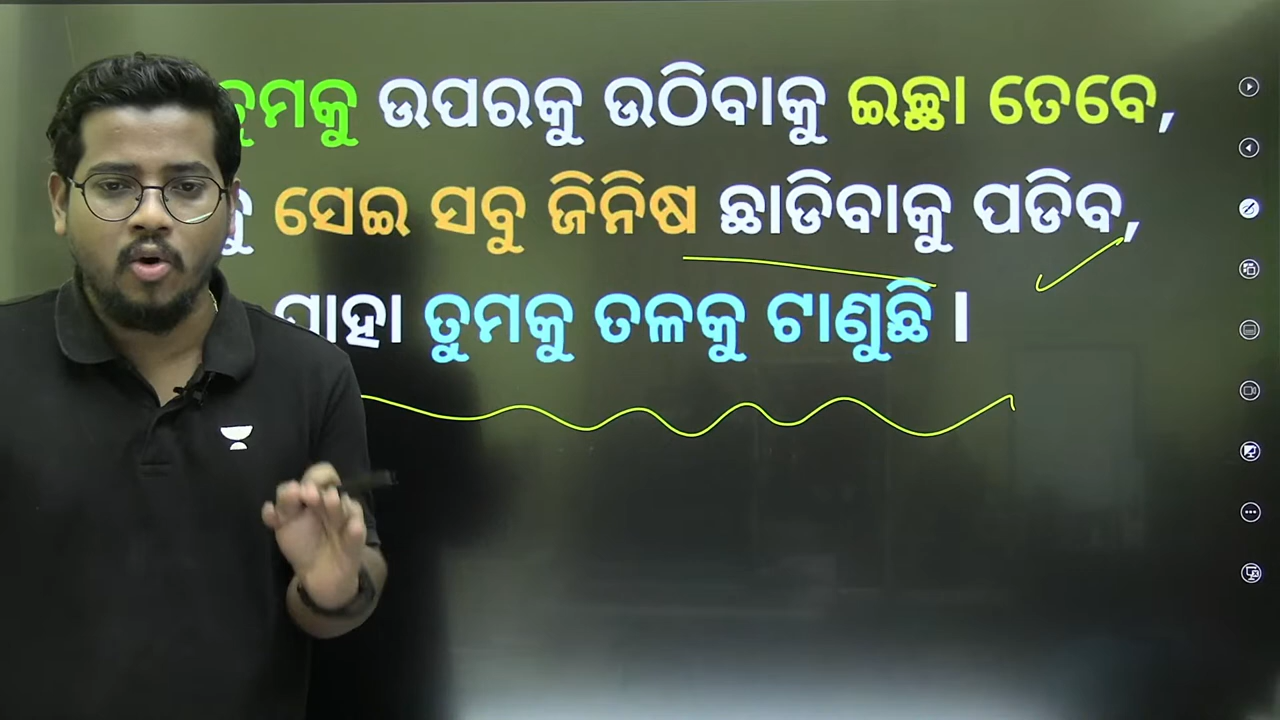 ତୁମକୁ ଉପରକୁ ଉଠିବାକୁ ଇଚ୍ଛା ତେବେ,
ସେଇ ସବୁ ଜିନିଷ ଛାଡିବାକୁ ପଡିବ,
ଯାହା ତୁମକୁ ତଳକୁ ଟାଣୁଛି ।